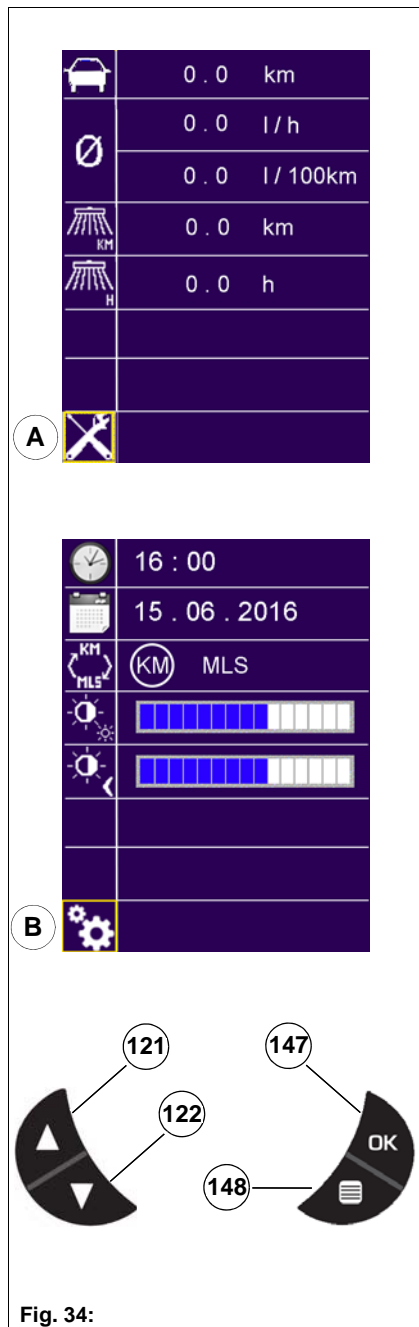 0 . 0 km
0 . 0 l / h
Ø
0 . 0 l / 100km
KM
0 . 0 km
H
0 . 0 h
A
16 : 00
15 . 06 . 2016
KM
MLS
KM MLS
B
121
147
122
OK
148
Fig. 34: